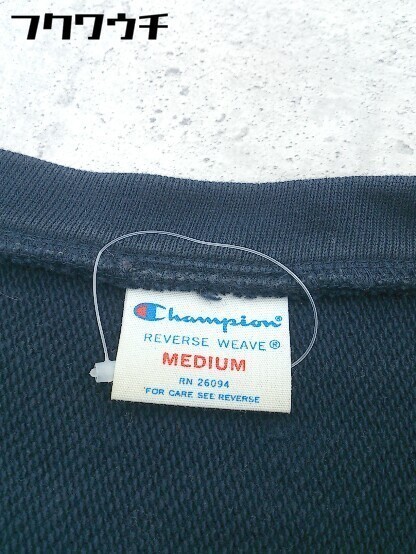 フクワウチ
Champion
REVERSE WEAVE®
MEDIUM
RN 26094
FOR CARE SEE REVERSE